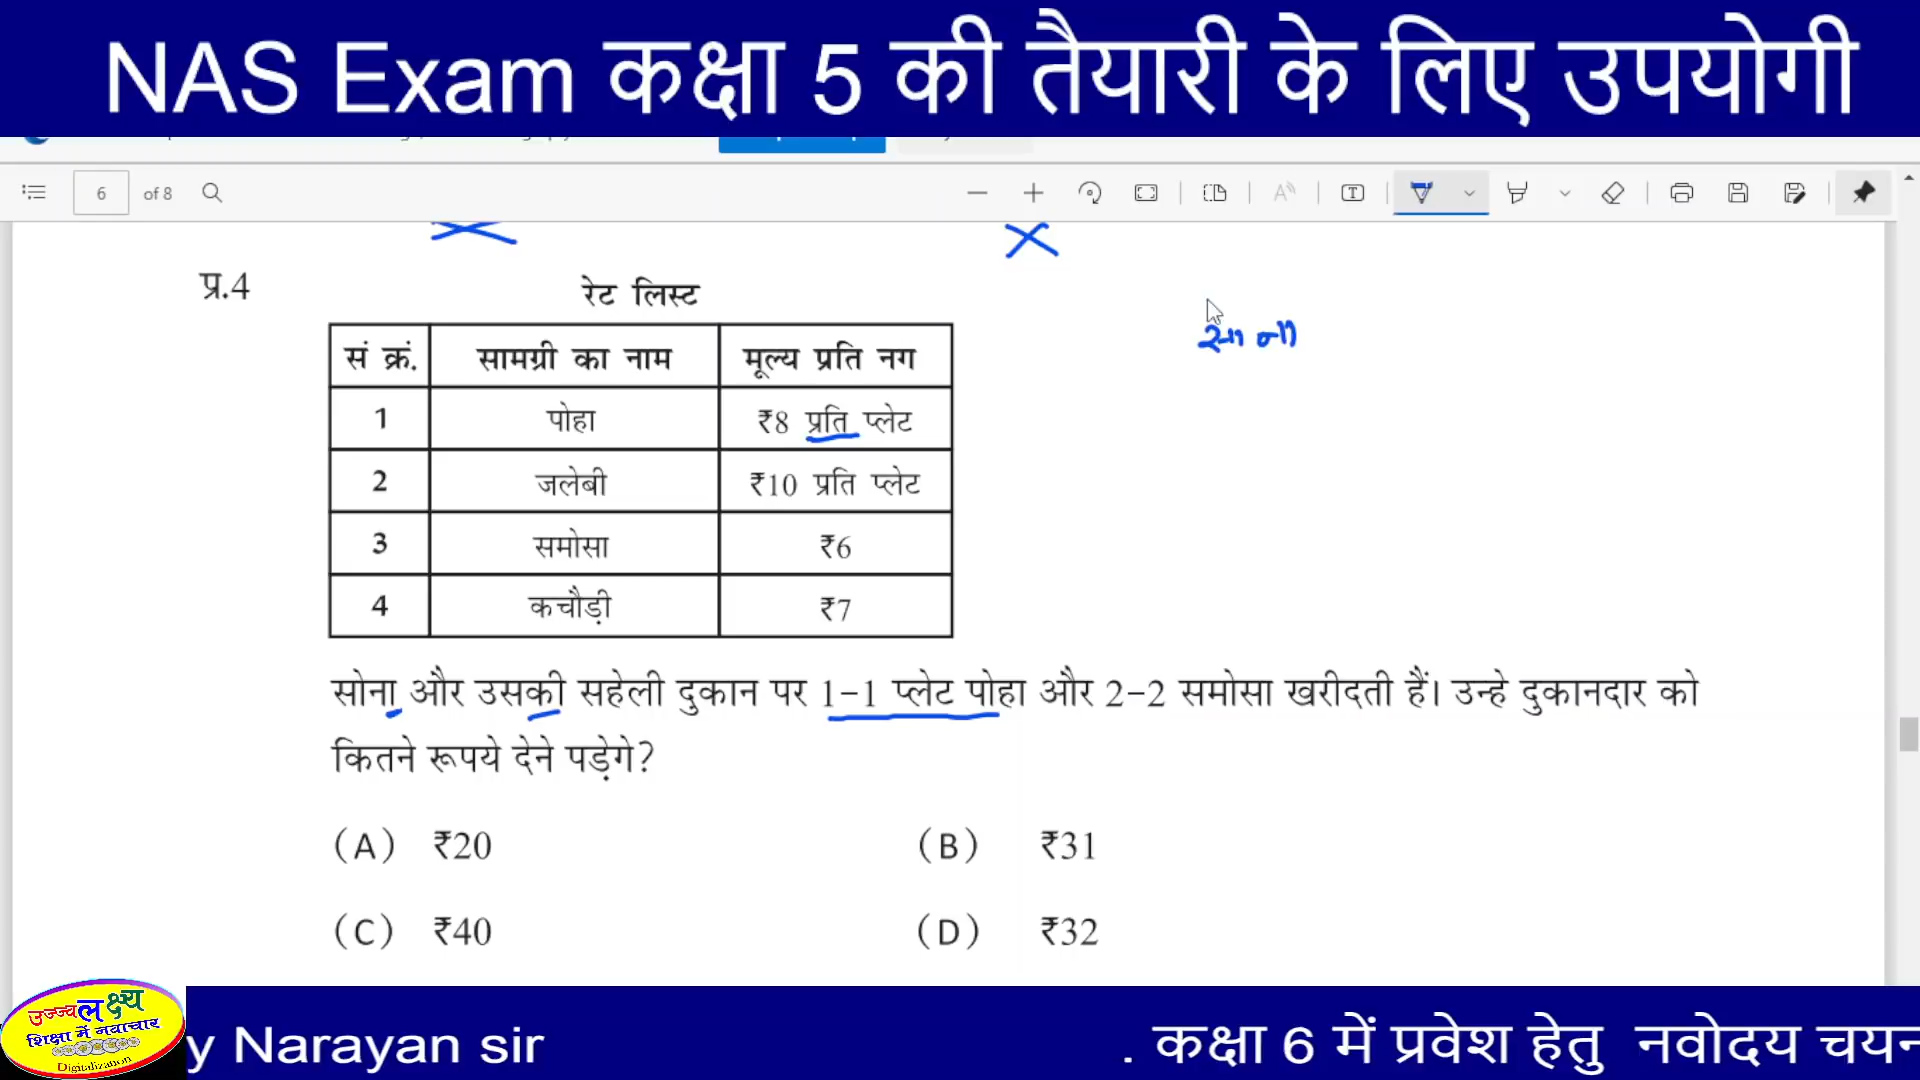 NAS Exam कक्षा 5 की तैयारी के लिए उपयोगी
6 of 8
प्र.4 रेट लिस्ट
सं क्रं. सामग्री का नाम मूल्य प्रति नग
1 पोहा ₹8 प्रति प्लेट
2 जलेबी ₹10 प्रति प्लेट
3 समोसा ₹6
4 कचौड़ी ₹7
सोना और उसकी सहेली दुकान पर 1-1 प्लेट पोहा और 2-2 समोसा खरीदती हैं। उन्हे दुकानदार को
कितने रूपये देने पड़ेगे?
(A) ₹20 (B) ₹31
(C) ₹40 (D) ₹32
उज्ज्वलक्ष्य
शिक्षा में नवाचार
Digitalization
y Narayan sir . कक्षा 6 में प्रवेश हेतु नवोदय चयन